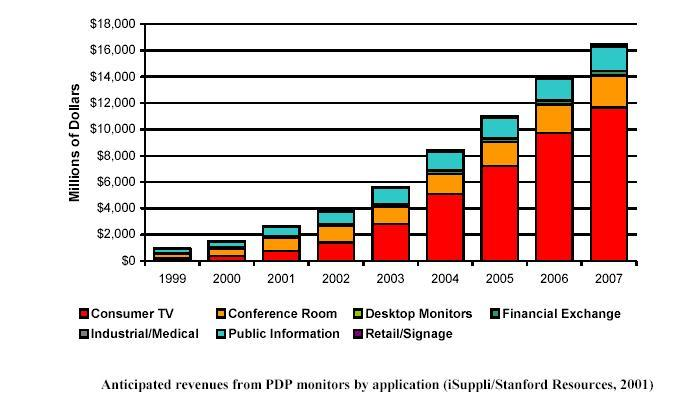 $18,000
$16,000
$14,000
$12,000
$10,000
$8,000
$6,000
$4,000
$2,000
$0
Millions of Dollars
1999 2000 2001 2002 2003 2004 2005 2006 2007
Consumer TV Conference Room Desktop Monitors Financial Exchange
Industrial/Medical Public Information Retail/Signage
Anticipated revenues from PDP monitors by application (iSuppli/Stanford Resources, 2001)